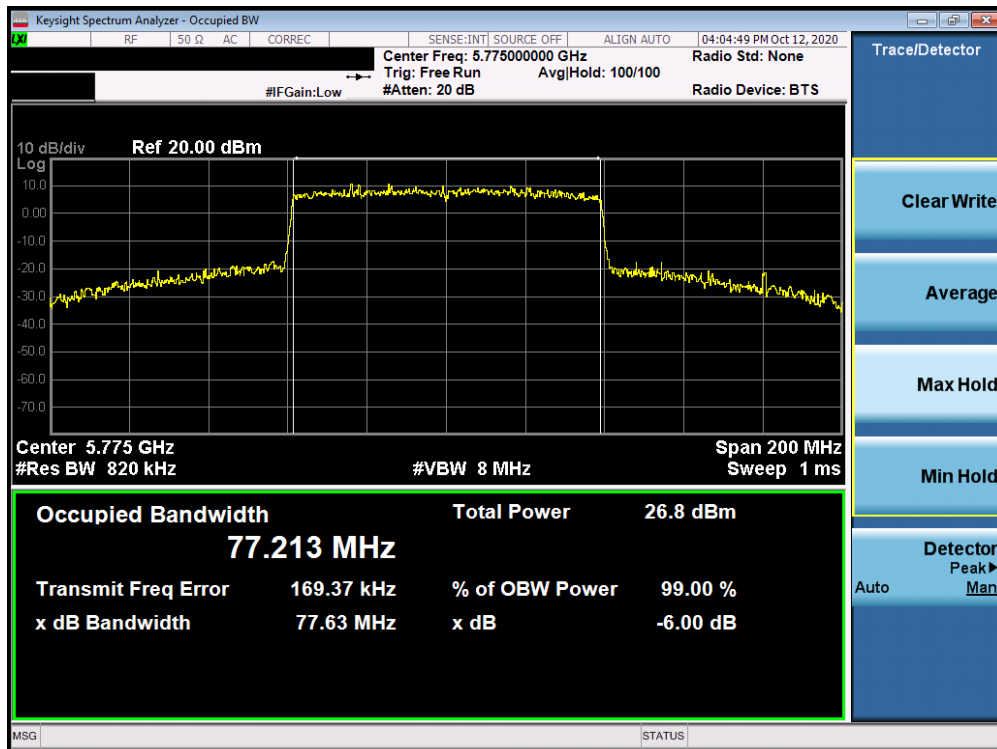 Keysight Spectrum Analyzer - Occupied BW
LXI RF 50 Ω AC CORREC SENSE:INT SOURCE OFF ALIGN AUTO 04:04:49 PM Oct 12, 2020
Center Freq: 5.775000000 GHz Radio Std: None
Trig: Free Run Avg|Hold: 100/100
#IFGain:Low #Atten: 20 dB Radio Device: BTS
10 dB/div Ref 20.00 dBm
Log
10.0
0.00
-10.0
-20.0
-30.0
-40.0
-50.0
-60.0
-70.0
Center 5.775 GHz Span 200 MHz
#Res BW 820 kHz #VBW 8 MHz Sweep 1 ms
Occupied Bandwidth Total Power 26.8 dBm
77.213 MHz
Transmit Freq Error 169.37 kHz % of OBW Power 99.00 %
x dB Bandwidth 77.63 MHz x dB -6.00 dB
MSG STATUS
Trace/Detector
Clear Write
Average
Max Hold
Min Hold
Detector
Peak▶
Auto Man